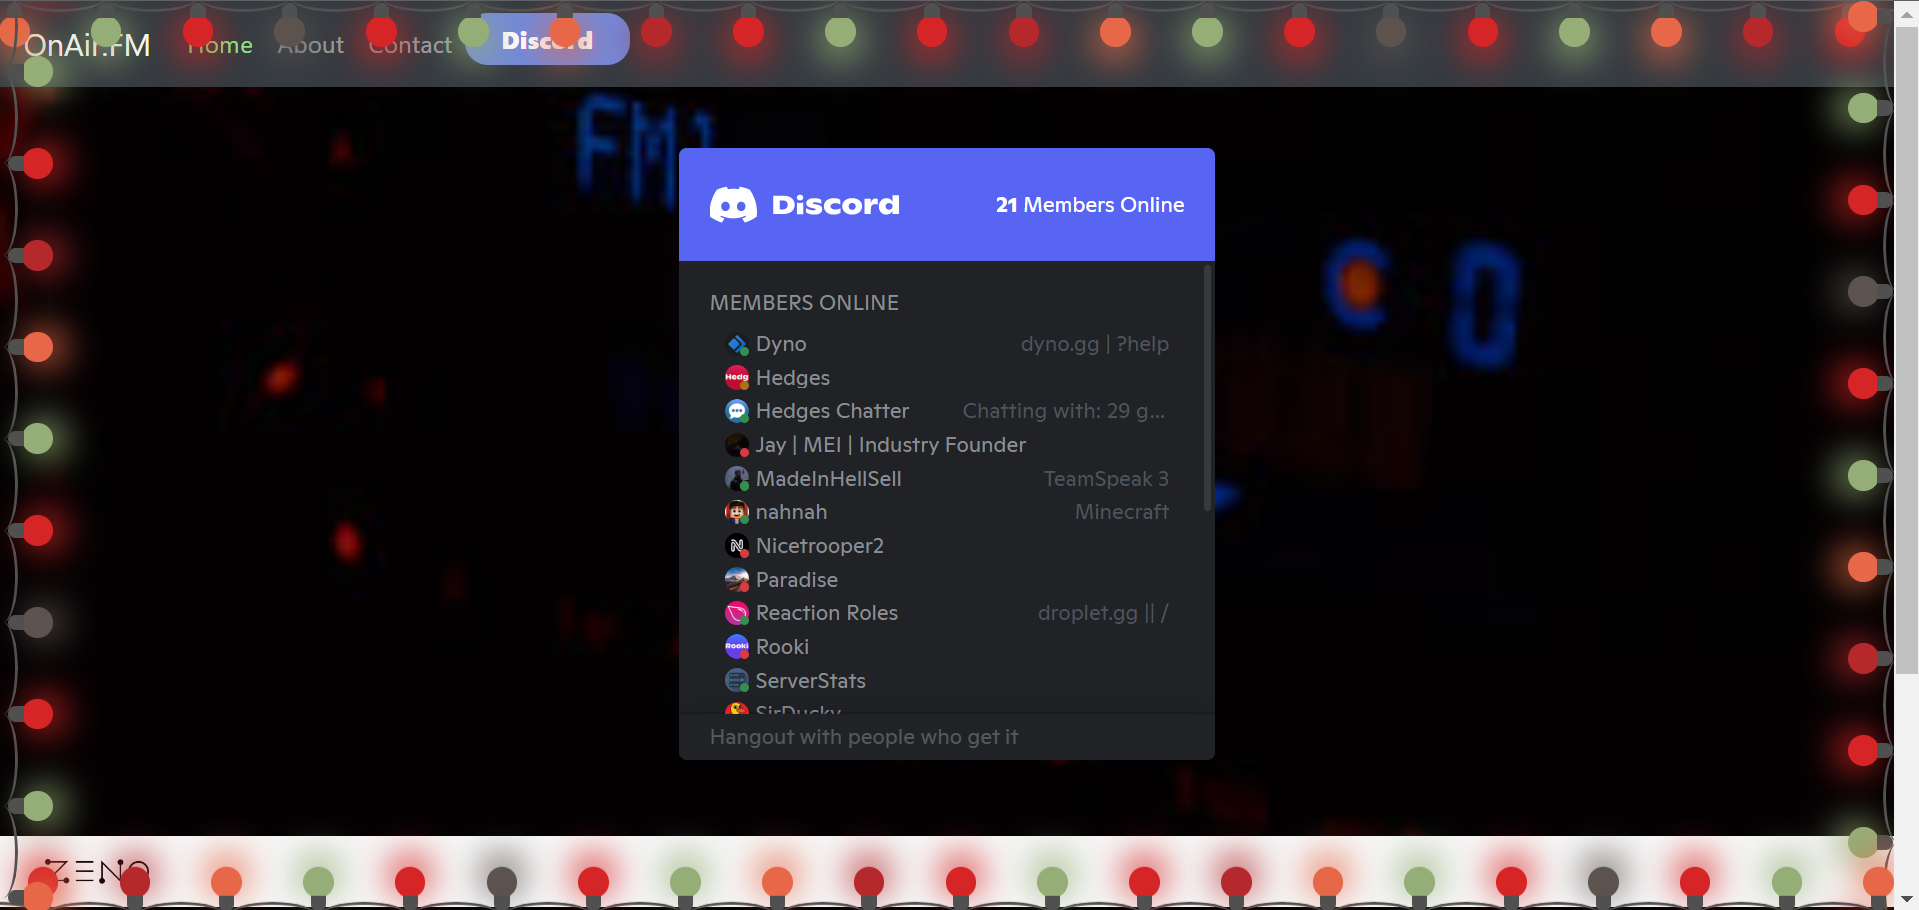 OnAir.FM Home About Contact Discord
FM1
Discord 21 Members Online
MEMBERS ONLINE
Dyno dyno.gg | ?help
Hedges
Hedges Chatter Chatting with: 29 g...
Jay | MEI | Industry Founder
MadeInHellSell TeamSpeak 3
nahnah Minecraft
Nicetrooper2
Paradise
Reaction Roles droplet.gg || /
Rooki
ServerStats
SirDucky
Hangout with people who get it
ZENO